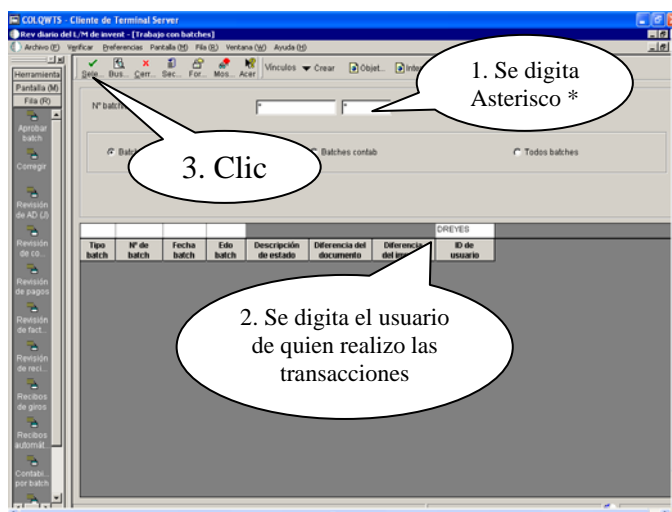 COLQWTS - Cliente de Terminal Server
Rev diario del L/M de invent - [Trabajo con batches]
Archivo (F) Verificar Preferencias Pantalla (M) Fila (R) Ventana (W) Ayuda (H)
Sele... Bus... Cerr... Sec... For... Mos... Acer Vínculos Crear Objet...
Herramienta
Pantalla (M)
Fila (R)
Aprobar batch
Corregir
Revisión de AD (J)
Revisión de co...
Revisión de pagos
Revisión de fact...
Revisión de reci...
Recibos de giros
Recibos automát...
Contabi... por batch
1. Se digita
Asterisco *
Nº batch
* *
3. Clic
Batches contab
Todos batches
DREYES
Tipo batch Nº de batch Fecha batch Edo batch Descripción de estado Diferencia del documento Diferencia ID de usuario
2. Se digita el usuario
de quien realizo las
transacciones